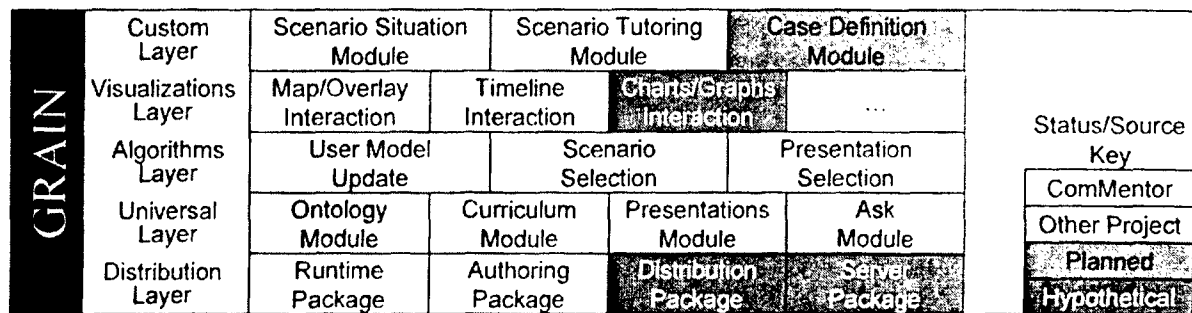 GRAIN
Custom Layer
Scenario Situation Module
Scenario Tutoring Module
Case Definition Module
Visualizations Layer
Map/Overlay Interaction
Timeline Interaction
Charts/Graphs Interaction
...
Algorithms Layer
User Model Update
Scenario Selection
Presentation Selection
Universal Layer
Ontology Module
Curriculum Module
Presentations Module
Ask Module
Distribution Layer
Runtime Package
Authoring Package
Distribution Package
Server Package
Status/Source
Key
ComMentor
Other Project
Planned
Hypothetical